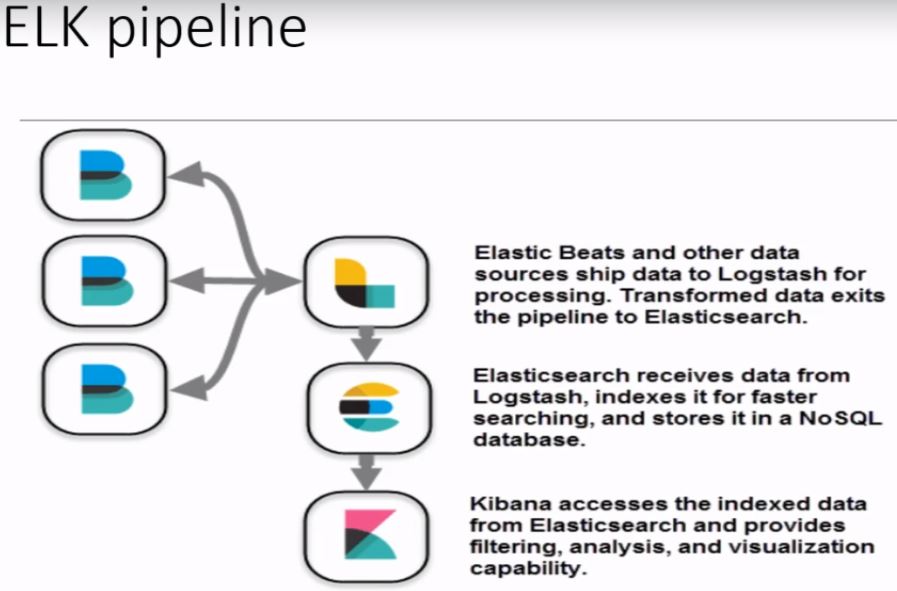 ELK pipeline
Elastic Beats and other data
sources ship data to Logstash for
processing. Transformed data exits
the pipeline to Elasticsearch.
Elasticsearch receives data from
Logstash, indexes it for faster
searching, and stores it in a NoSQL
database.
Kibana accesses the indexed data
from Elasticsearch and provides
filtering, analysis, and visualization
capability.